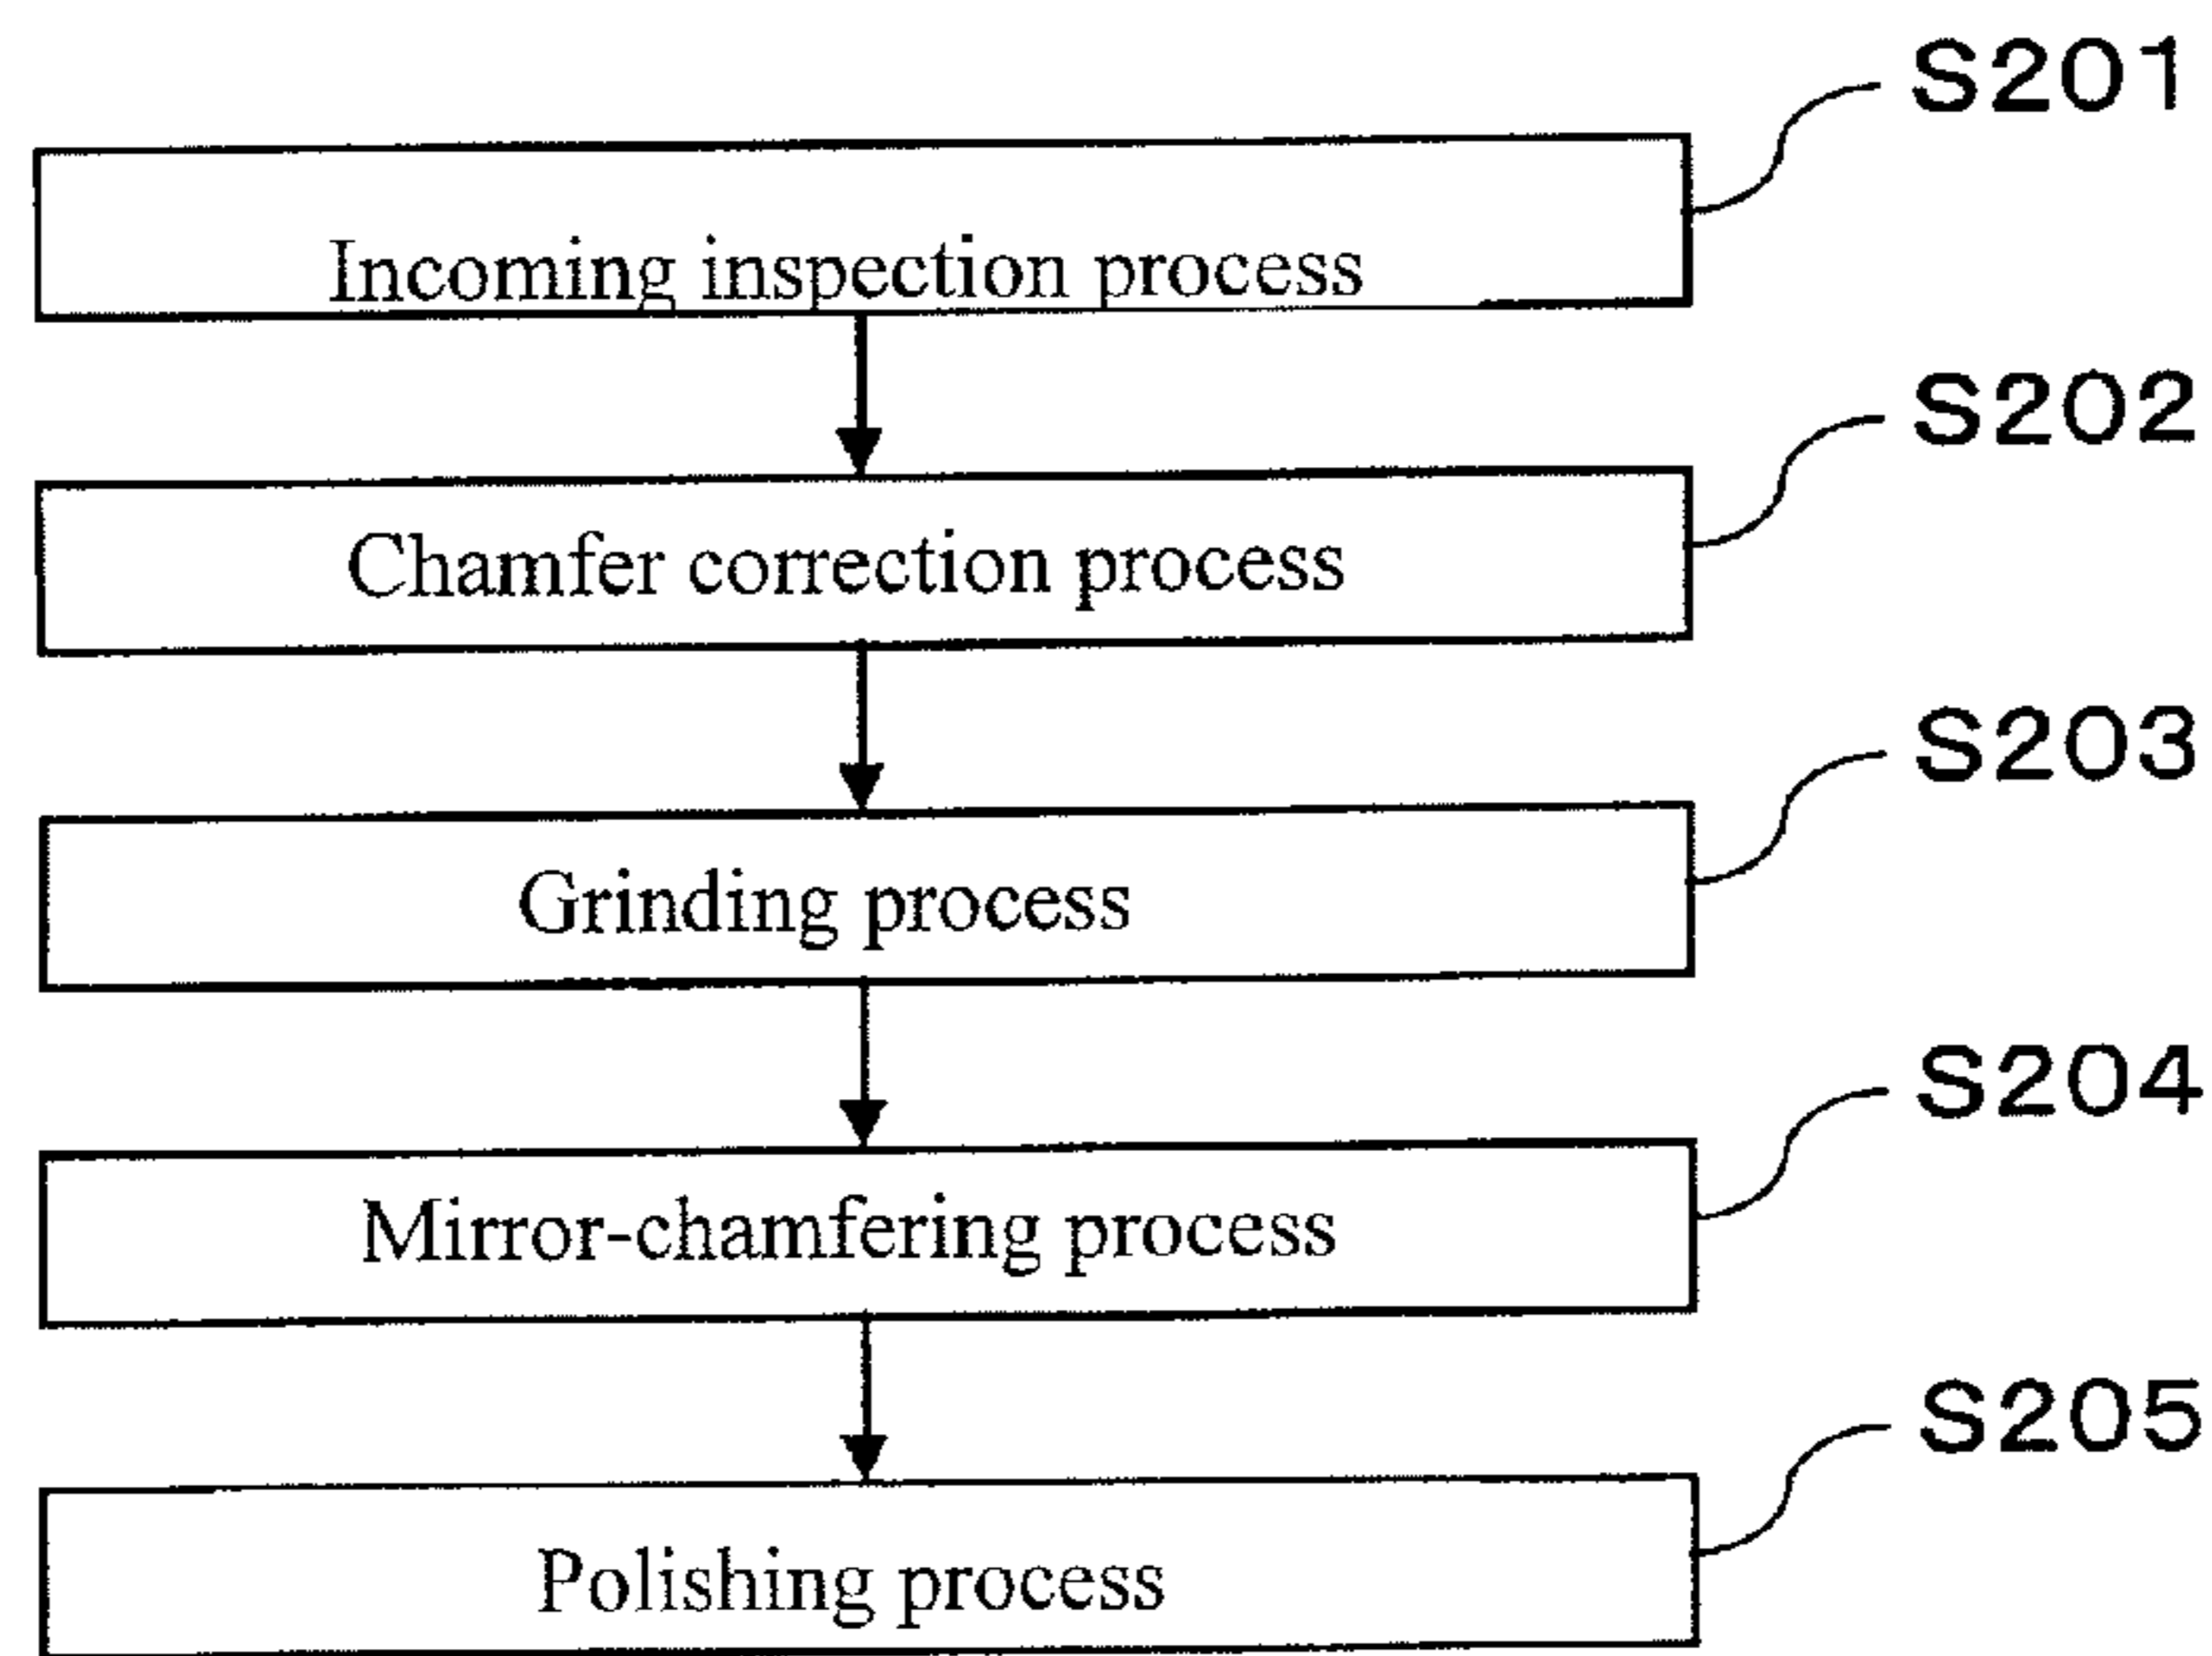 S201
Incoming inspection process
S202
Chamfer correction process
S203
Grinding process
S204
Mirror-chamfering process
S205
Polishing process